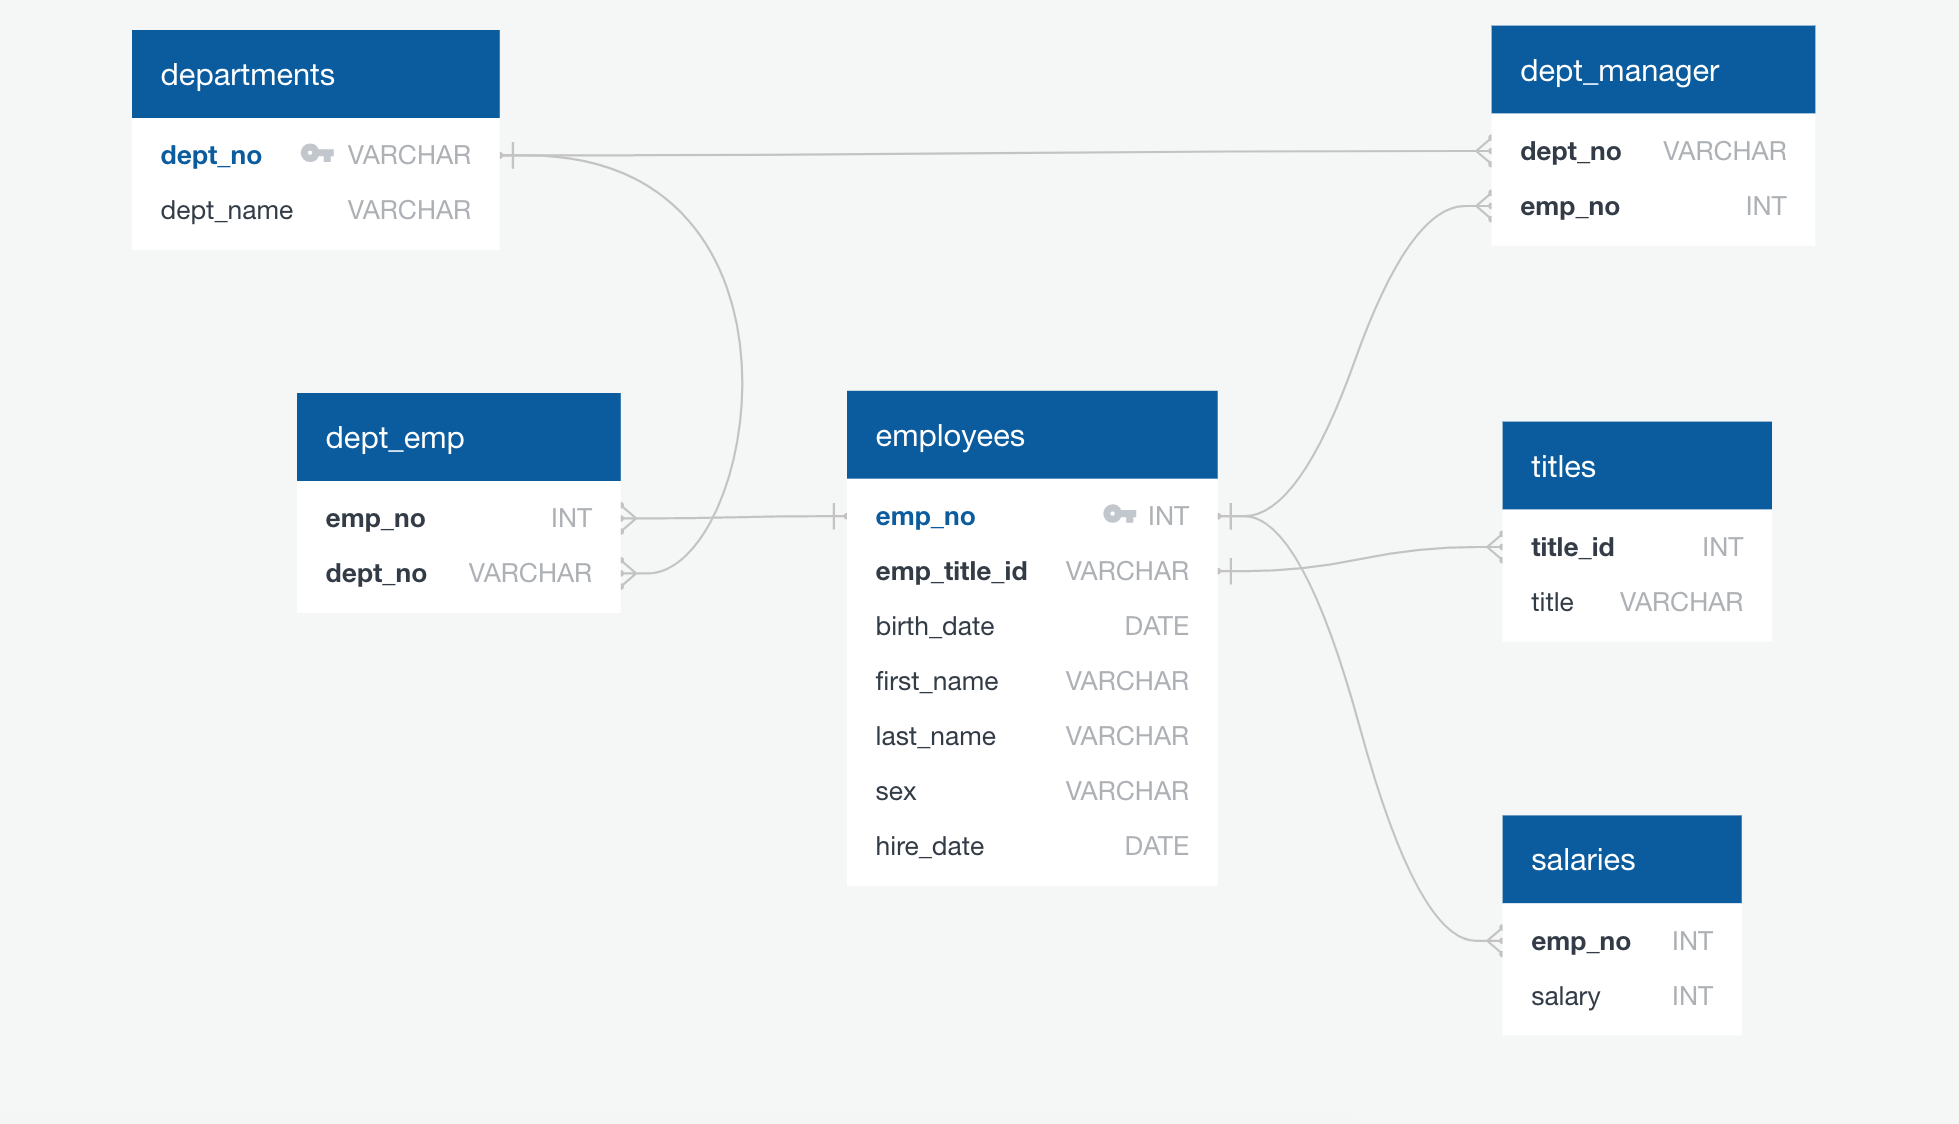 departments
dept_no VARCHAR
dept_name VARCHAR
dept_manager
dept_no VARCHAR
emp_no INT
dept_emp
emp_no INT
dept_no VARCHAR
employees
emp_no INT
emp_title_id VARCHAR
birth_date DATE
first_name VARCHAR
last_name VARCHAR
sex VARCHAR
hire_date DATE
titles
title_id INT
title VARCHAR
salaries
emp_no INT
salary INT